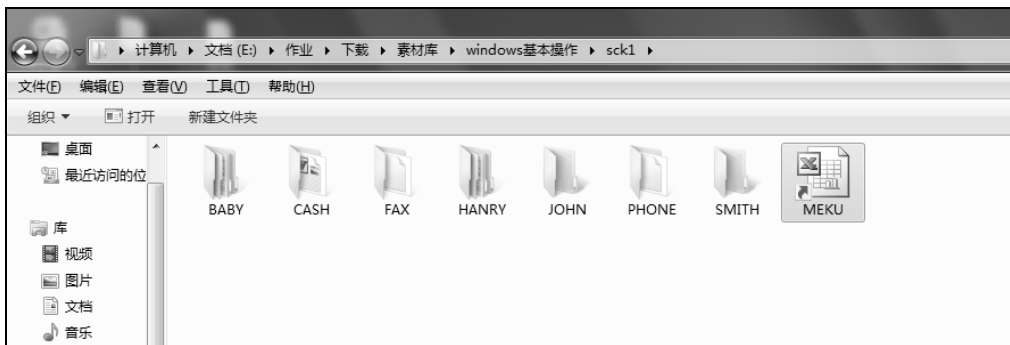 计算机 ▸ 文档 (E:) ▸ 作业 ▸ 下载 ▸ 素材库 ▸ windows基本操作 ▸ sck1 ▸
文件(F) 编辑(E) 查看(V) 工具(T) 帮助(H)
组织 ▼ 打开 新建文件夹
桌面
最近访问的位
库
视频
图片
文档
音乐
BABY CASH FAX HANRY JOHN PHONE SMITH MEKU